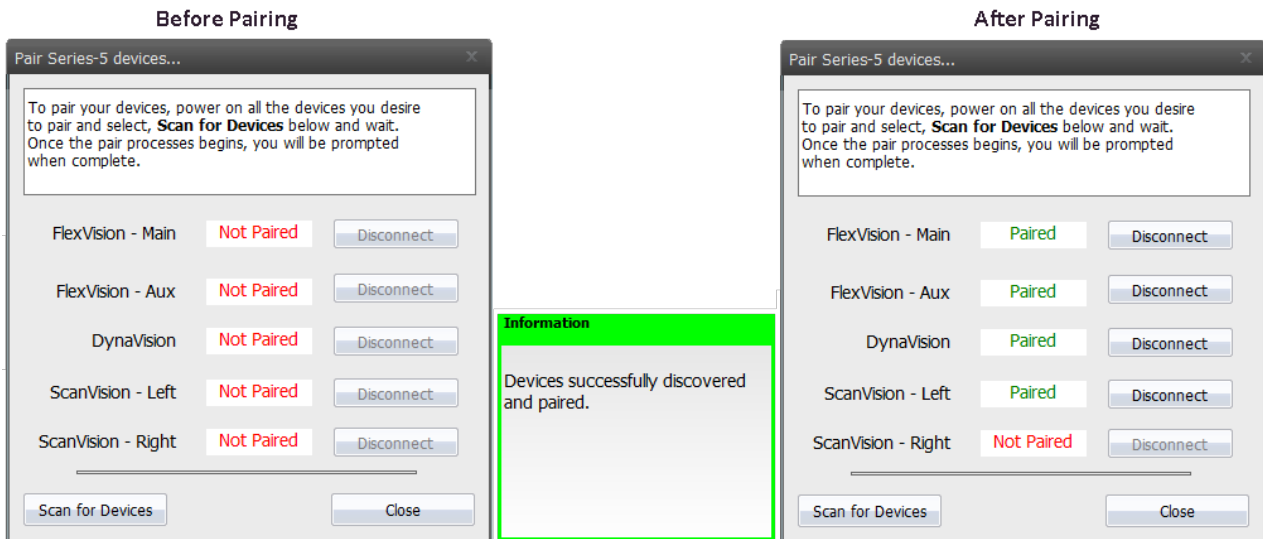 Before Pairing
Pair Series-5 devices...
x
To pair your devices, power on all the devices you desire
to pair and select, Scan for Devices below and wait.
Once the pair processes begins, you will be prompted
when complete.
FlexVision - Main Not Paired Disconnect
FlexVision - Aux Not Paired Disconnect
DynaVision Not Paired Disconnect
ScanVision - Left Not Paired Disconnect
ScanVision - Right Not Paired Disconnect
Scan for Devices Close
Information
Devices successfully discovered
and paired.
After Pairing
Pair Series-5 devices...
x
To pair your devices, power on all the devices you desire
to pair and select, Scan for Devices below and wait.
Once the pair processes begins, you will be prompted
when complete.
FlexVision - Main Paired Disconnect
FlexVision - Aux Paired Disconnect
DynaVision Paired Disconnect
ScanVision - Left Paired Disconnect
ScanVision - Right Not Paired Disconnect
Scan for Devices Close